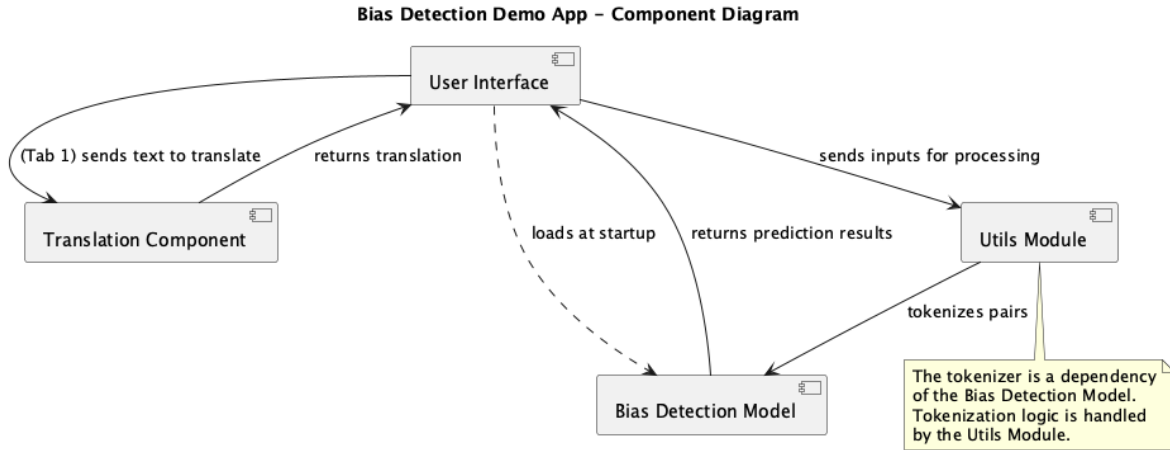 Bias Detection Demo App – Component Diagram
User Interface
(Tab 1) sends text to translate
returns translation
sends inputs for processing
Translation Component
loads at startup
returns prediction results
Utils Module
tokenizes pairs
Bias Detection Model
The tokenizer is a dependency
of the Bias Detection Model.
Tokenization logic is handled
by the Utils Module.